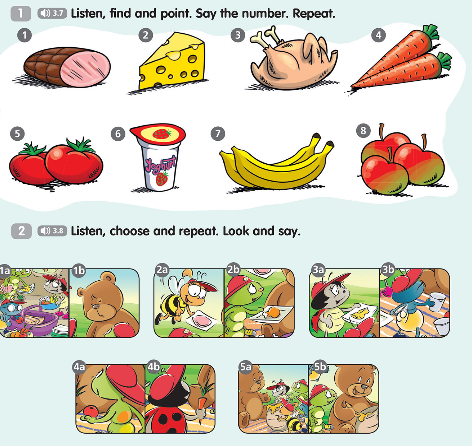 1 3.7 Listen, find and point. Say the number. Repeat.
1 2 3 4
5 6 7 8
Yoghurt
2 3.8 Listen, choose and repeat. Look and say.
1a 1b 2a 2b 3a 3b
4a 4b 5a 5b